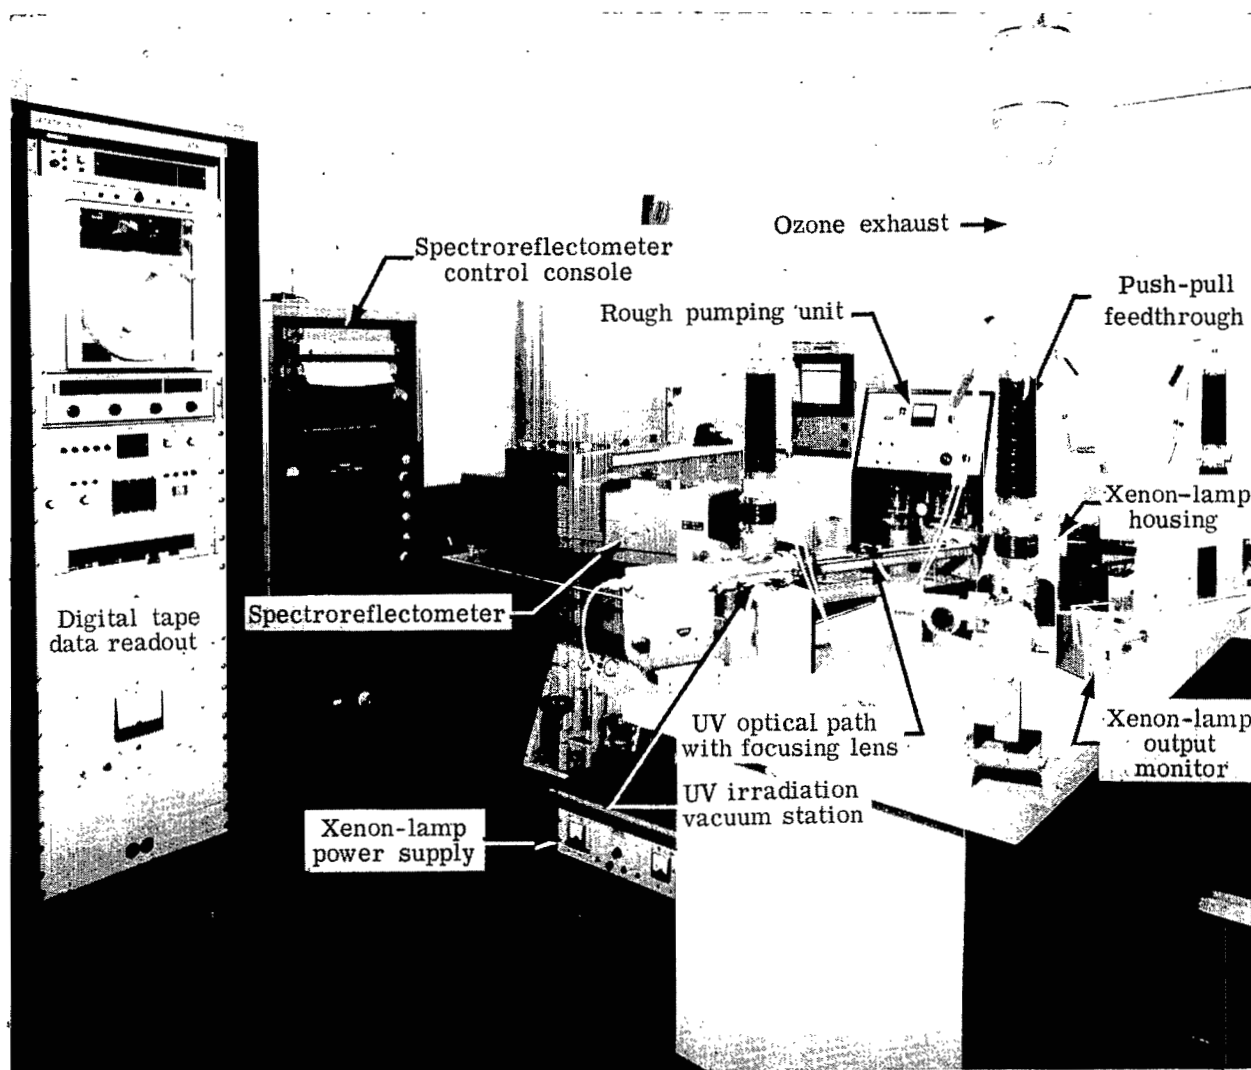 Ozone exhaust
Spectroreflectometer
control console
Push-pull
feedthrough
Rough pumping unit
Xenon-lamp
housing
Spectroreflectometer
Digital tape
data readout
UV optical path
with focusing lens
Xenon-lamp
output
monitor
UV irradiation
vacuum station
Xenon-lamp
power supply